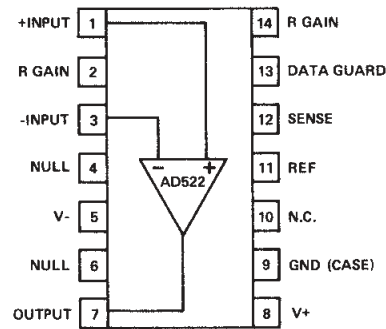 +INPUT 1 14 R GAIN
R GAIN 2 13 DATA GUARD
-INPUT 3 12 SENSE
NULL 4 11 REF
- +
AD522
V- 5 10 N.C.
NULL 6 9 GND (CASE)
OUTPUT 7 8 V+